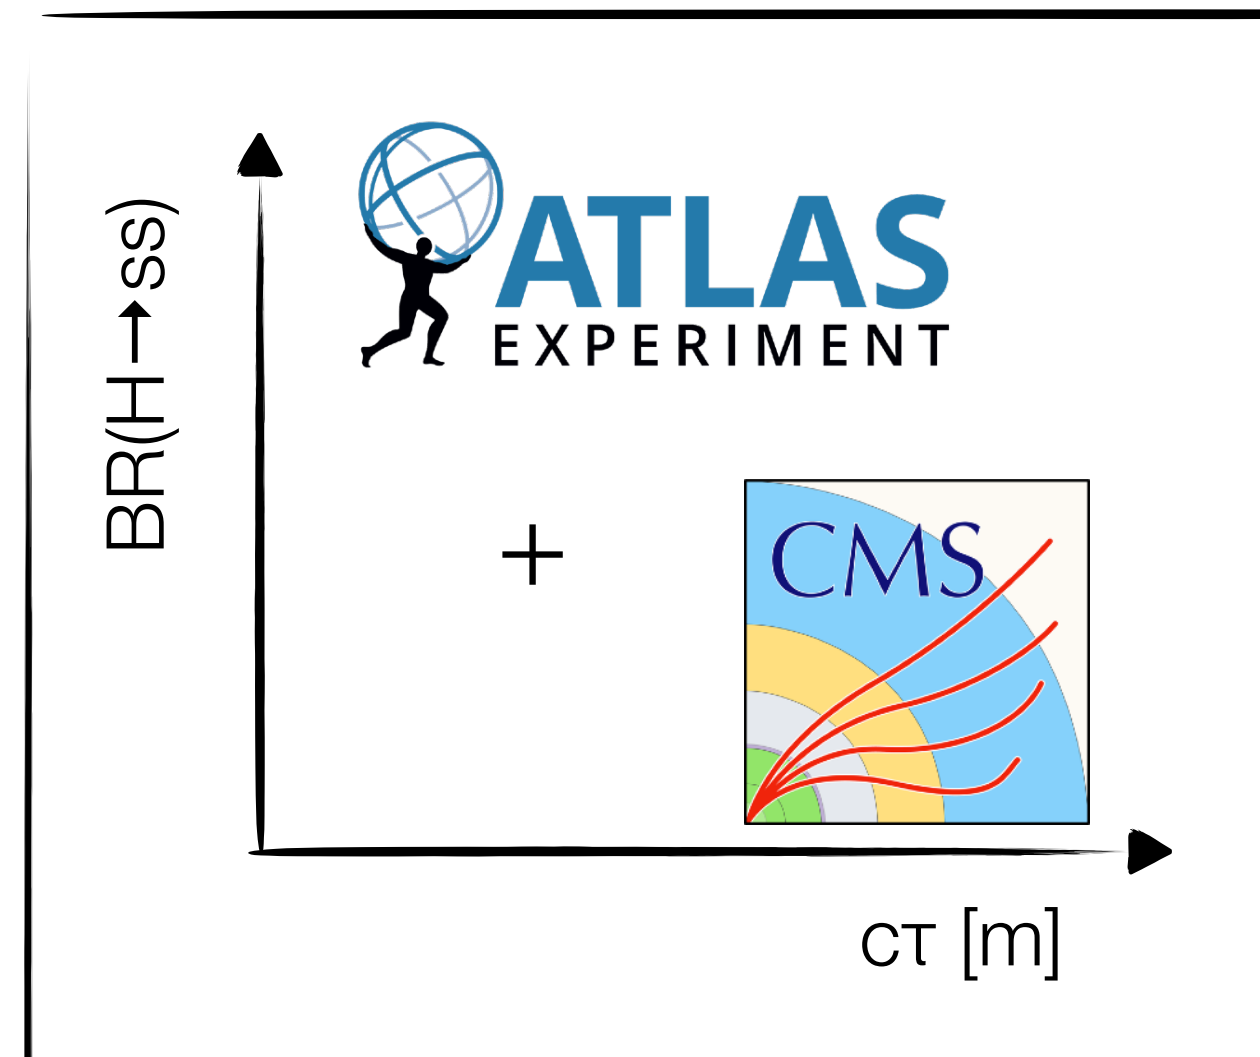 BR(H→ss)
ATLAS
EXPERIMENT
+
CMS
cτ [m]